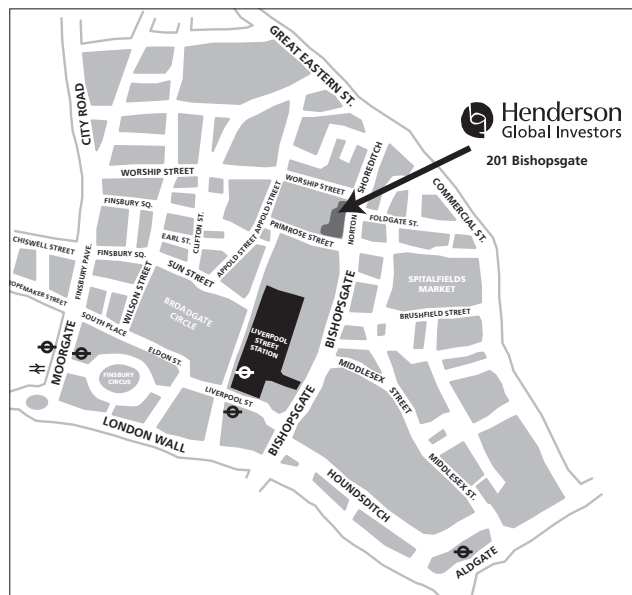 GREAT EASTERN ST.
CITY ROAD
Henderson
Global Investors
201 Bishopsgate
SHOREDITCH
COMMERCIAL ST.
WORSHIP STREET
WORSHIP STREET
APPOLD STREET
FINSBURY SQ.
CLIFTON ST.
NORTON
FOLDGATE ST.
PRIMROSE STREET
EARL ST.
CHISWELL STREET
FINSBURY PAVE.
FINSBURY SQ.
WILSON STREET
SUN STREET
APPOLD STREET
SPITALFIELDS
MARKET
BISHOPSGATE
BRUSHFIELD STREET
ROPEMAKER STREET
SOUTH PLACE
BROADGATE
CIRCLE
LIVERPOOL
STREET
STATION
MOORGATE
ELDON ST.
FINSBURY
CIRCUS
LIVERPOOL ST
MIDDLESEX
STREET
BISHOPSGATE
LONDON WALL
HOUNDSDITCH
MIDDLESEX ST.
ALDGATE